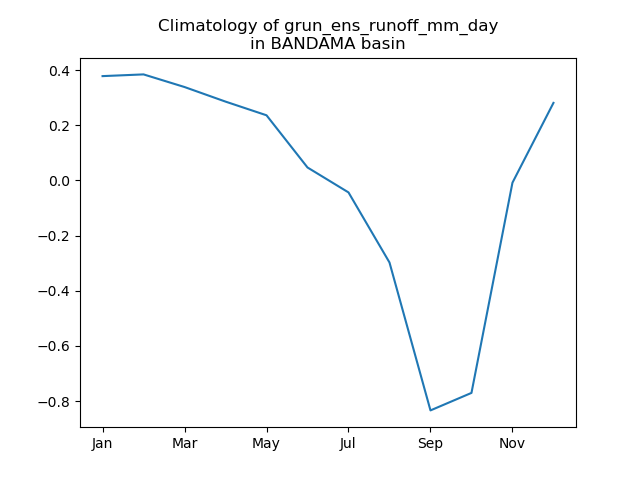 Climatology of grun_ens_runoff_mm_day
in BANDAMA basin
0.4
0.2
0.0
−0.2
−0.4
−0.6
−0.8
Jan Mar May Jul Sep Nov